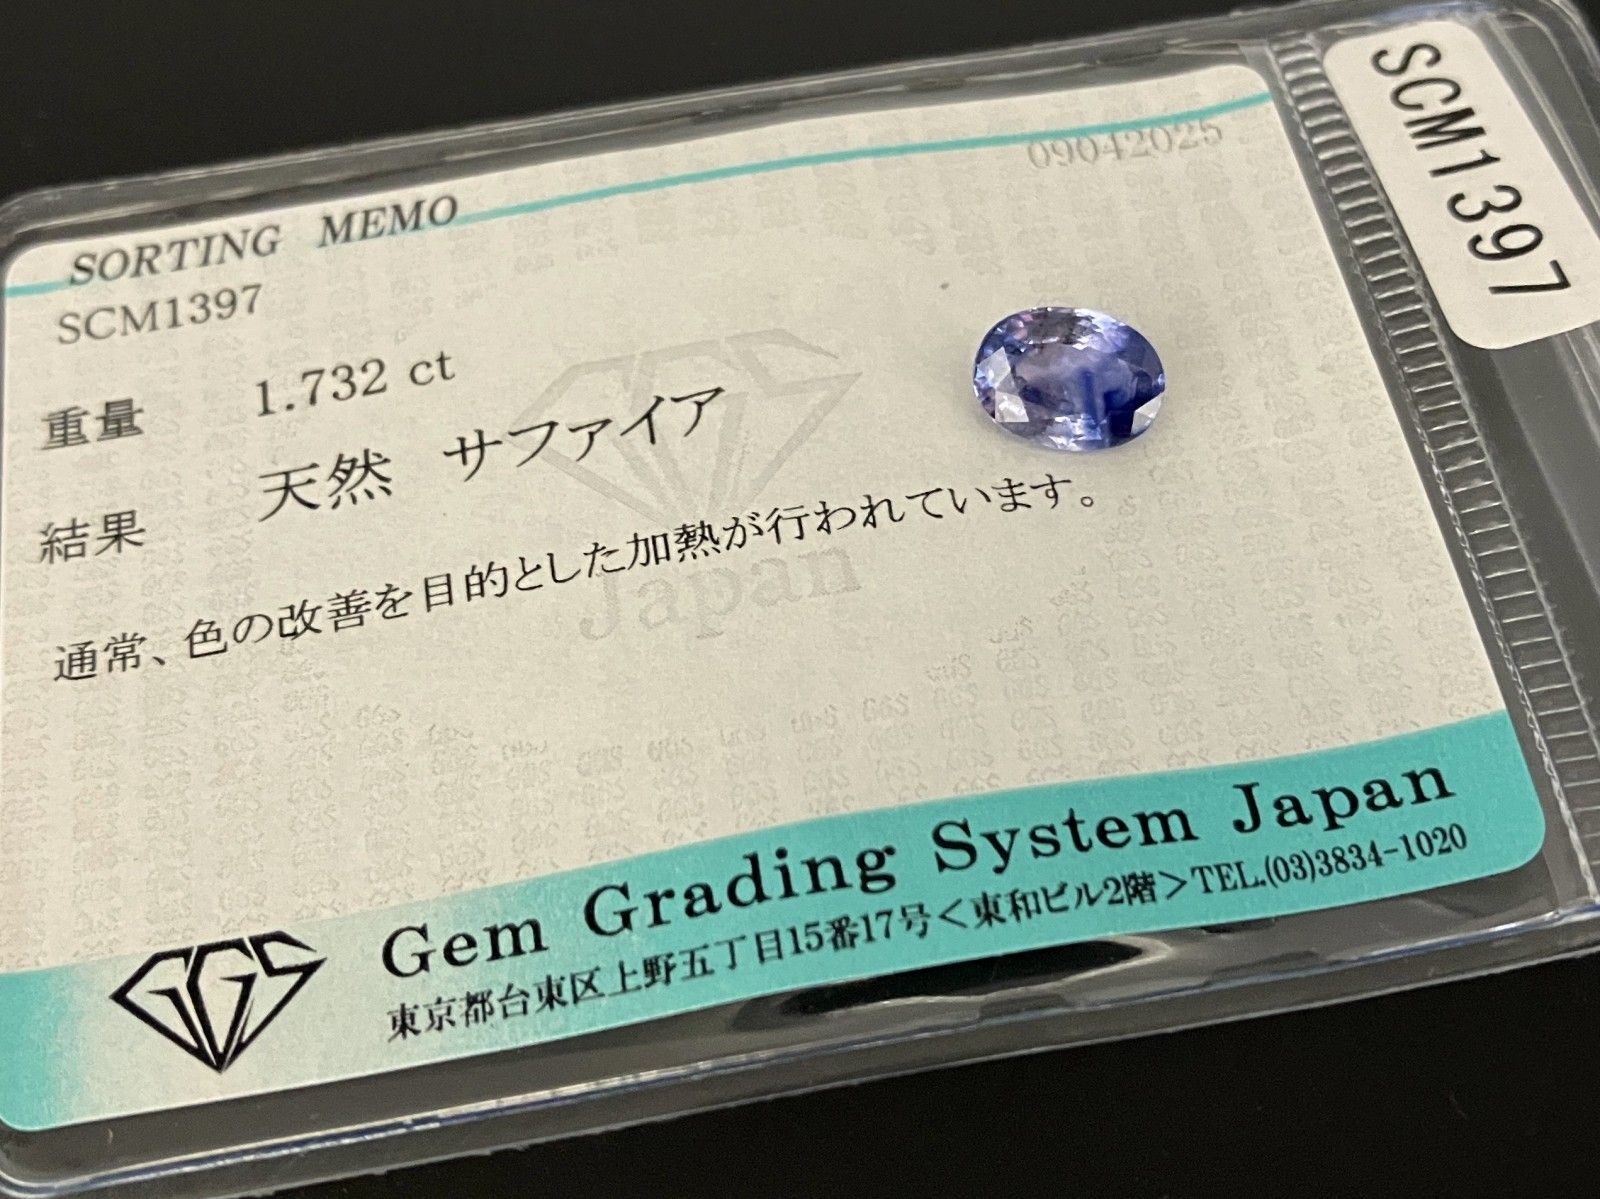 SCM1397
09042025
SORTING MEMO
SCM1397
重量 1.732 ct
結果 天然 サファイア
通常、色の改善を目的とした加熱が行われています。
Japan
GGS
Gem Grading System Japan
東京都台東区上野五丁目15番17号<東和ビル2階>TEL.(03)3834-1020